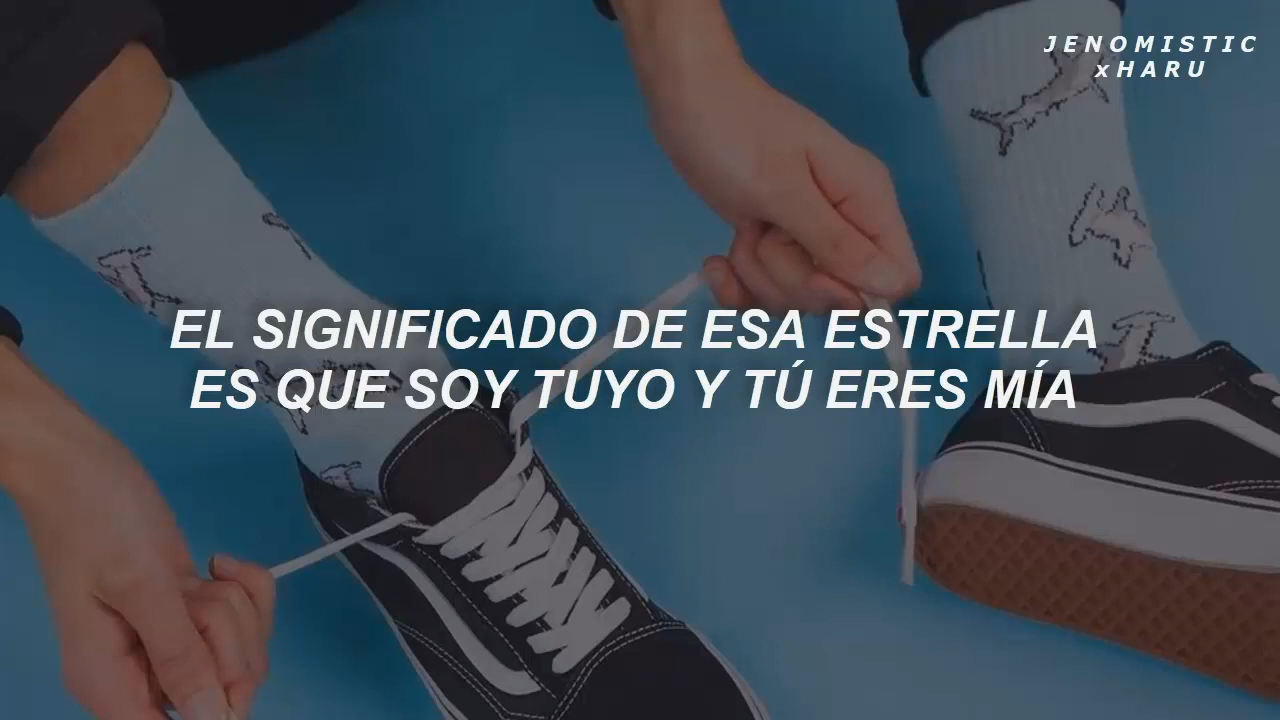 JENOMISTIC
xHARU
EL SIGNIFICADO DE ESA ESTRELLA
ES QUE SOY TUYO Y TÚ ERES MÍA